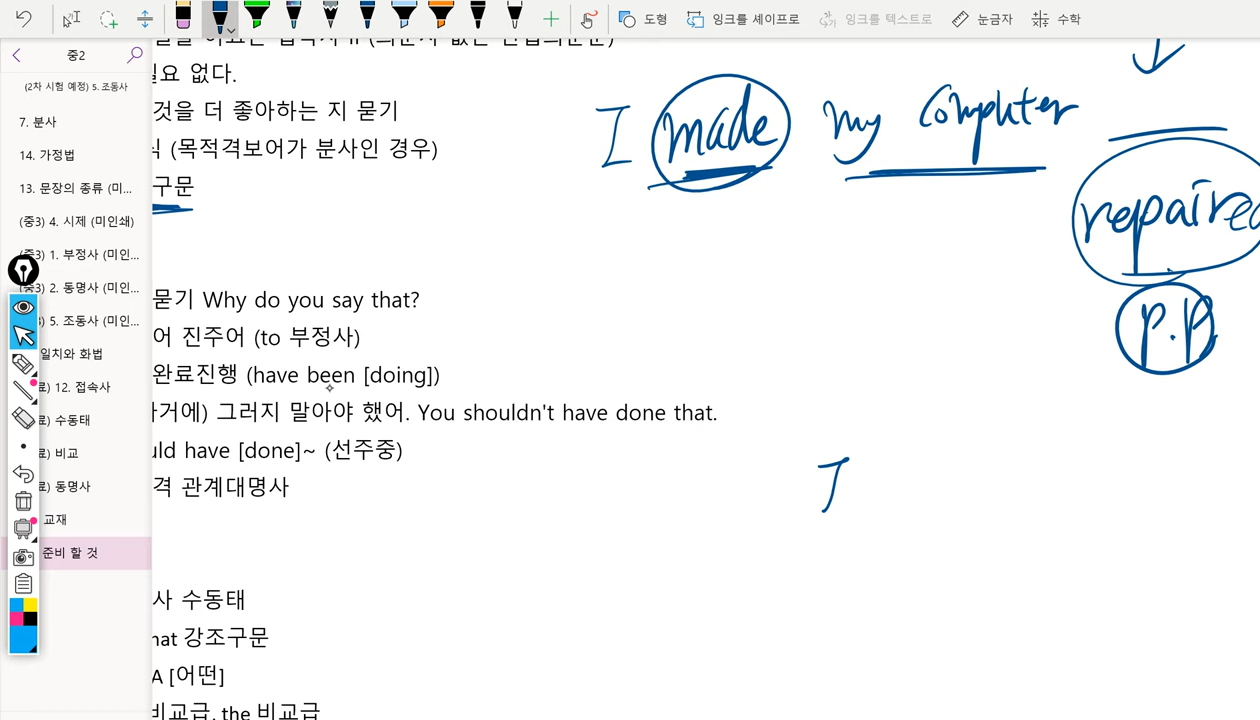 도형
잉크를 셰이프로
잉크를 텍스트로
눈금자
수학
중2
(2차 시험 예정) 5. 조동사
7. 분사
14. 가정법
13. 문장의 종류 (미...
(중3) 4. 시제 (미인쇄)
3) 1. 부정사 (미인...
3) 2. 동명사 (미인...
3) 5. 조동사 (미인...
일치와 화법
) 12. 접속사
) 수동태
) 비교
) 동명사
교재
준비 할 것
요 없다.
것을 더 좋아하는 지 묻기
식 (목적격보어가 분사인 경우)
구문
묻기 Why do you say that?
어 진주어 (to 부정사)
완료진행 (have been [doing])
거에) 그러지 말아야 했어. You shouldn't have done that.
uld have [done]~ (선주중)
격 관계대명사
사 수동태
hat 강조구문
A [어떤]
비교급, the 비교급
I made my computer
repaired
P.P
I